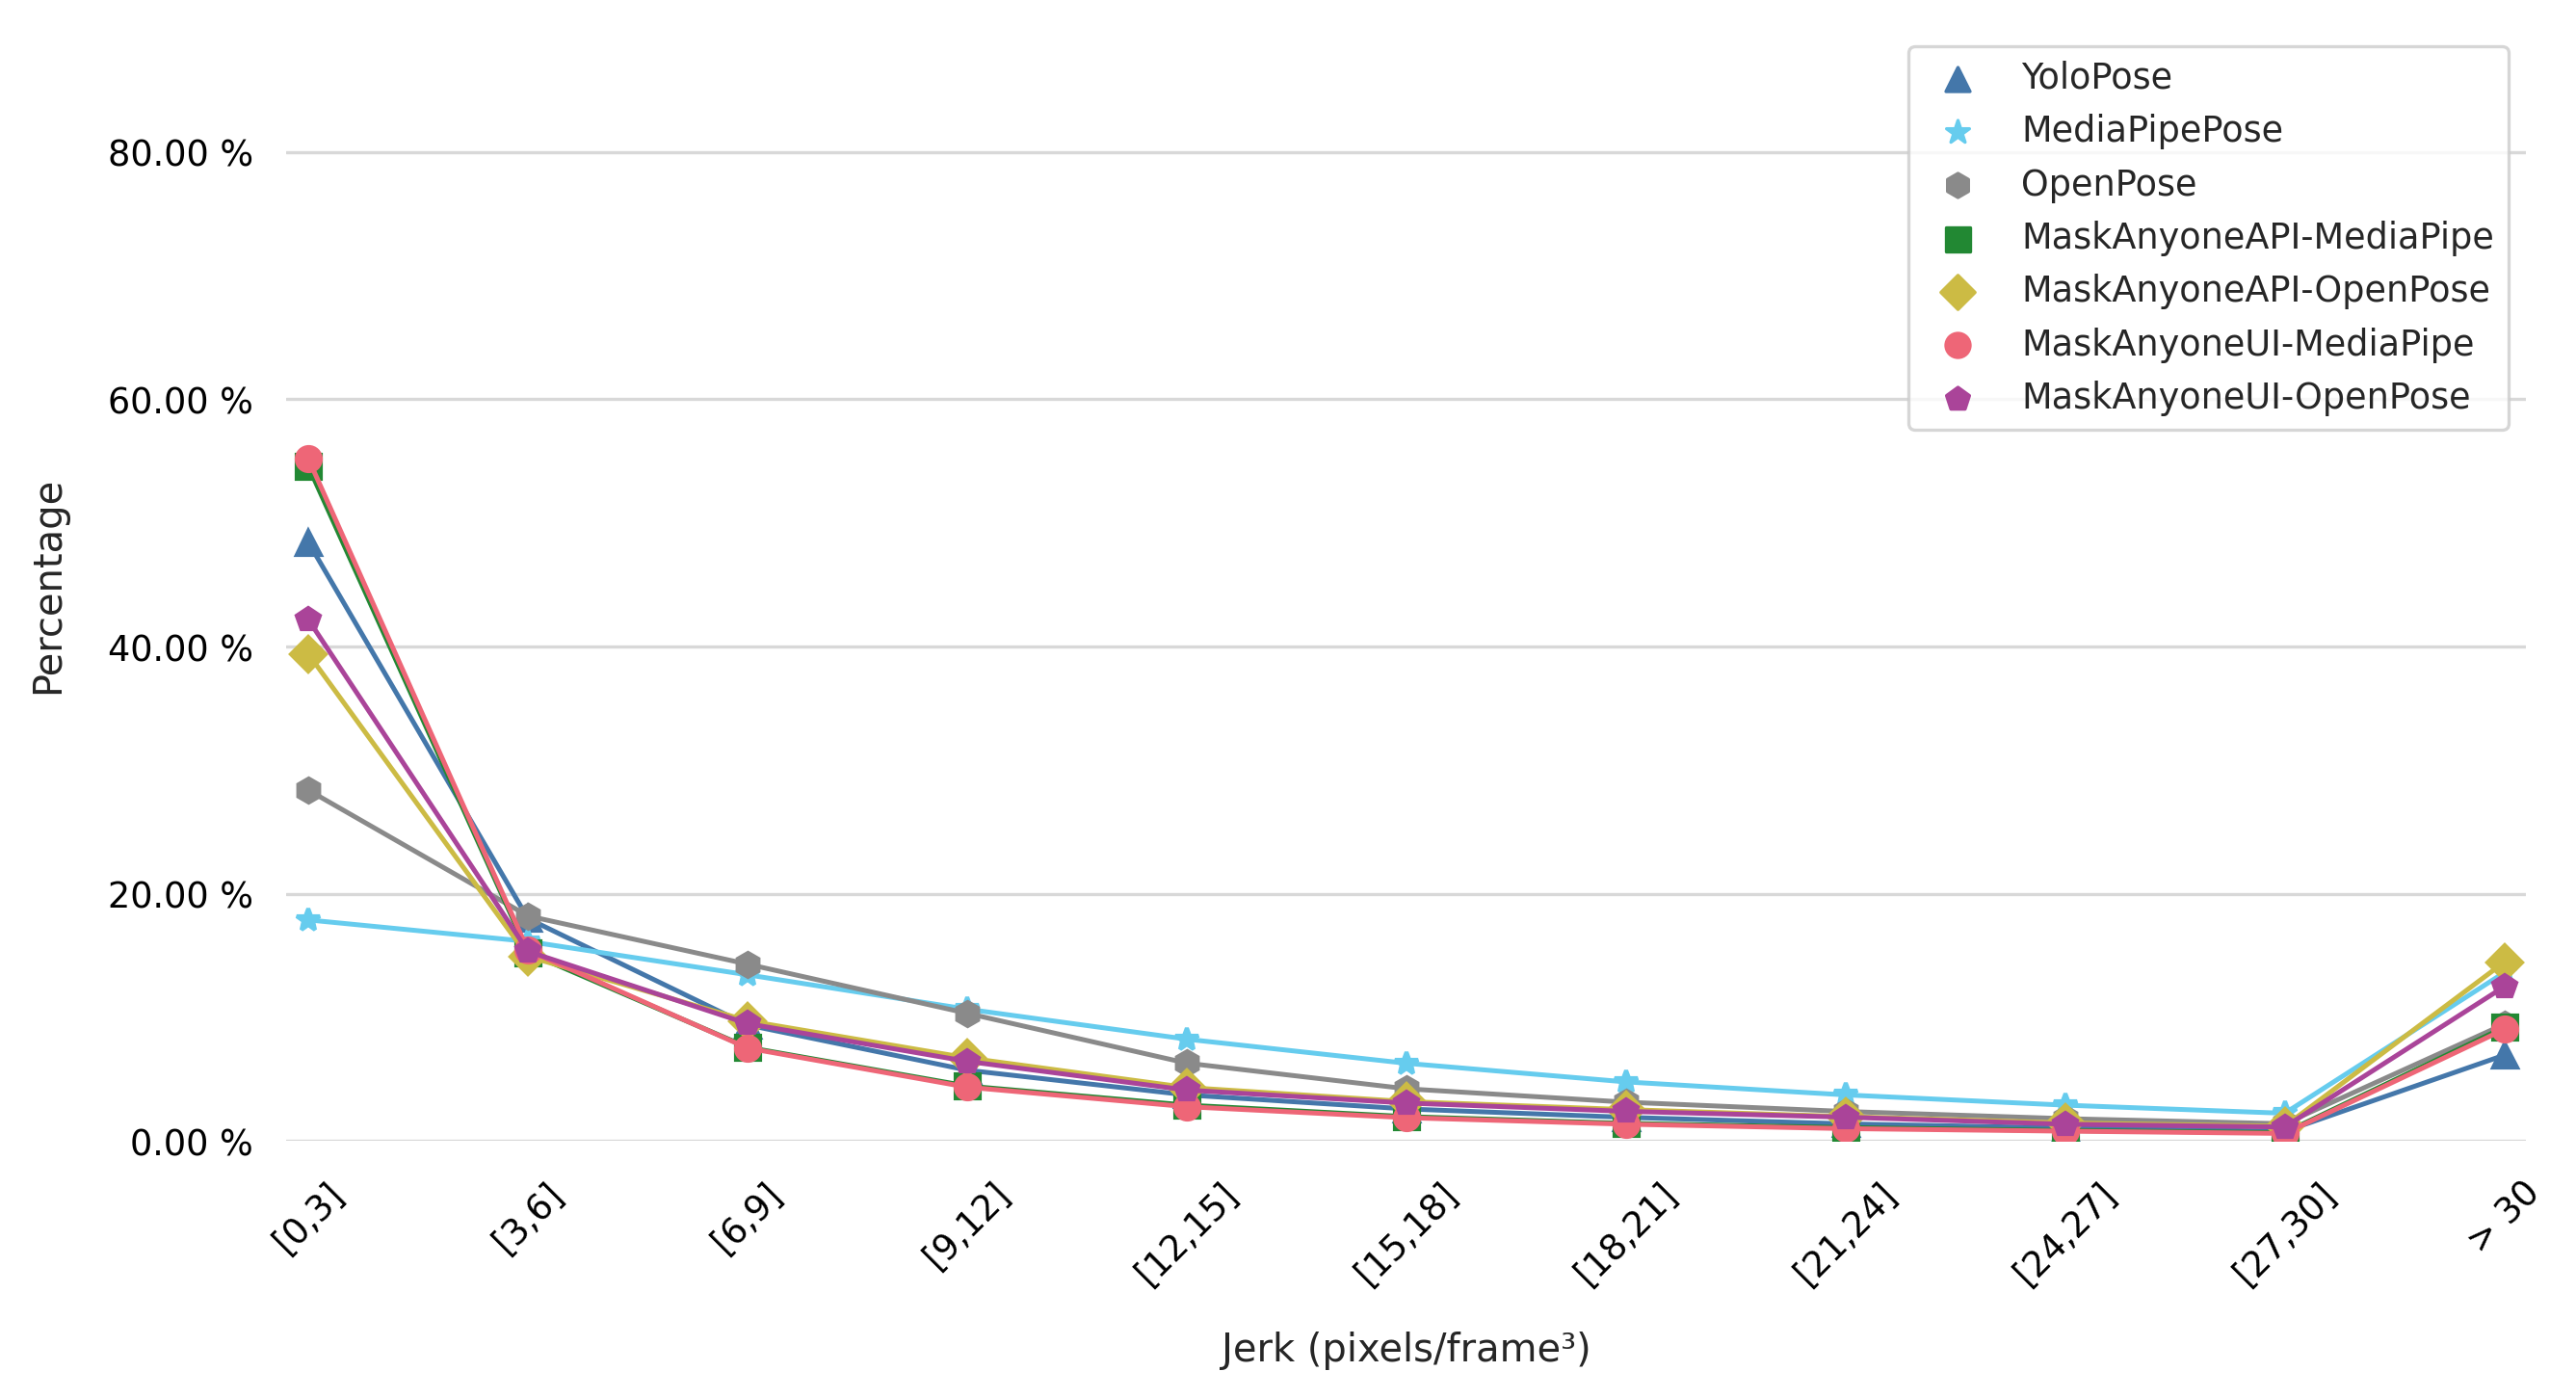 YoloPose
MediaPipePose
OpenPose
MaskAnyoneAPI-MediaPipe
MaskAnyoneAPI-OpenPose
MaskAnyoneUI-MediaPipe
MaskAnyoneUI-OpenPose
Percentage
80.00 %
60.00 %
40.00 %
20.00 %
0.00 %
[0,3]
[3,6]
[6,9]
[9,12]
[12,15]
[15,18]
[18,21]
[21,24]
[24,27]
[27,30]
> 30
Jerk (pixels/frame³)